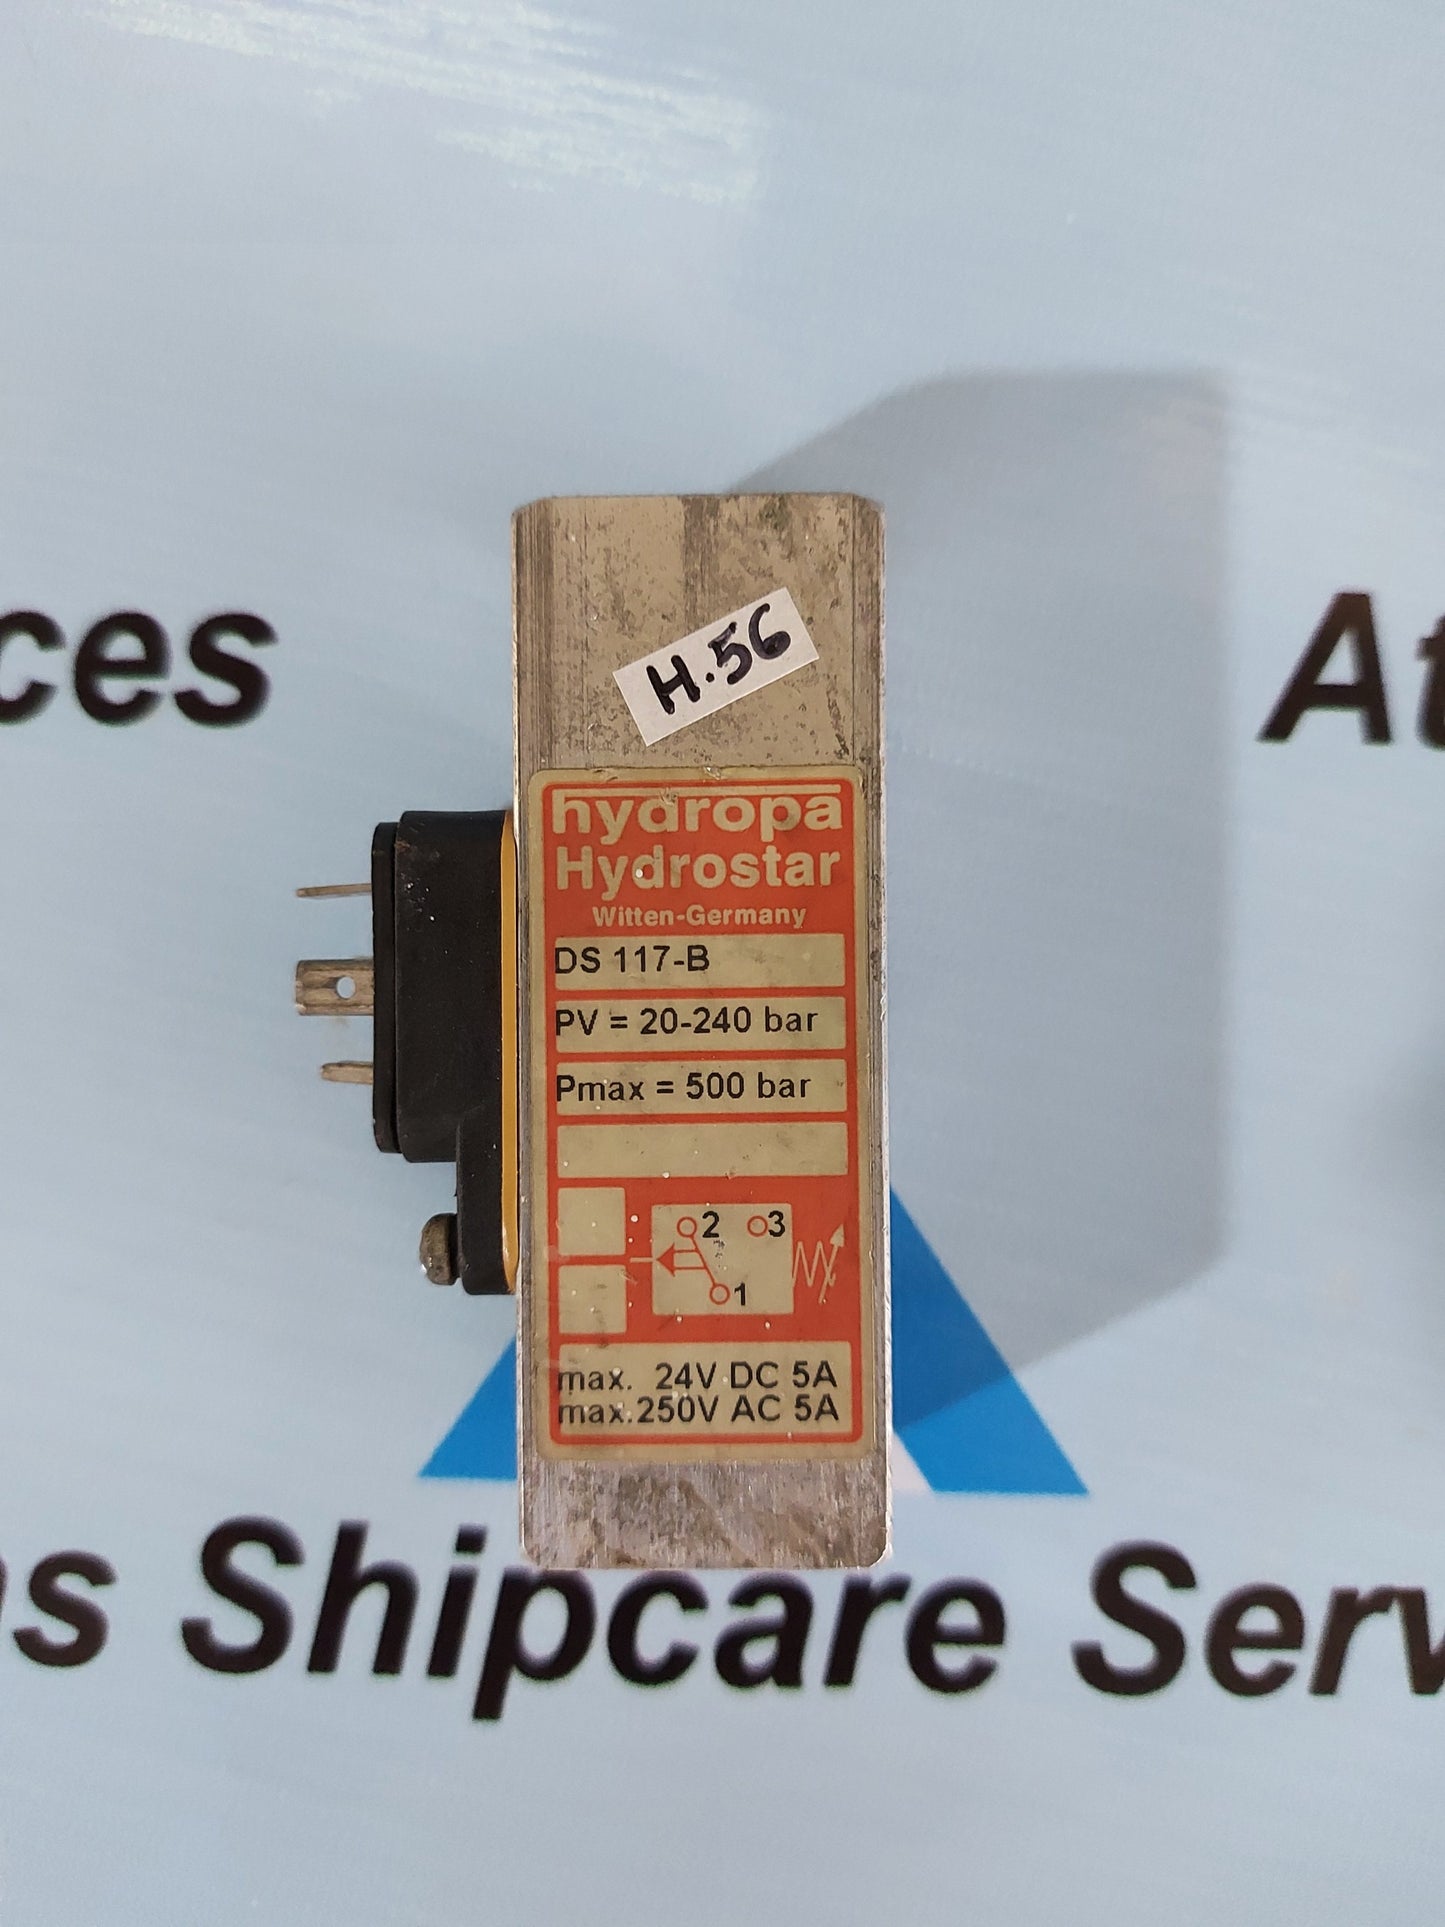 ces
At
H.56
hydropa
Hydrostar
Witten-Germany
DS 117-B
PV = 20-240 bar
Pmax = 500 bar
2 3
1
max. 24V DC 5A
max.250V AC 5A
s Shipcare Serv